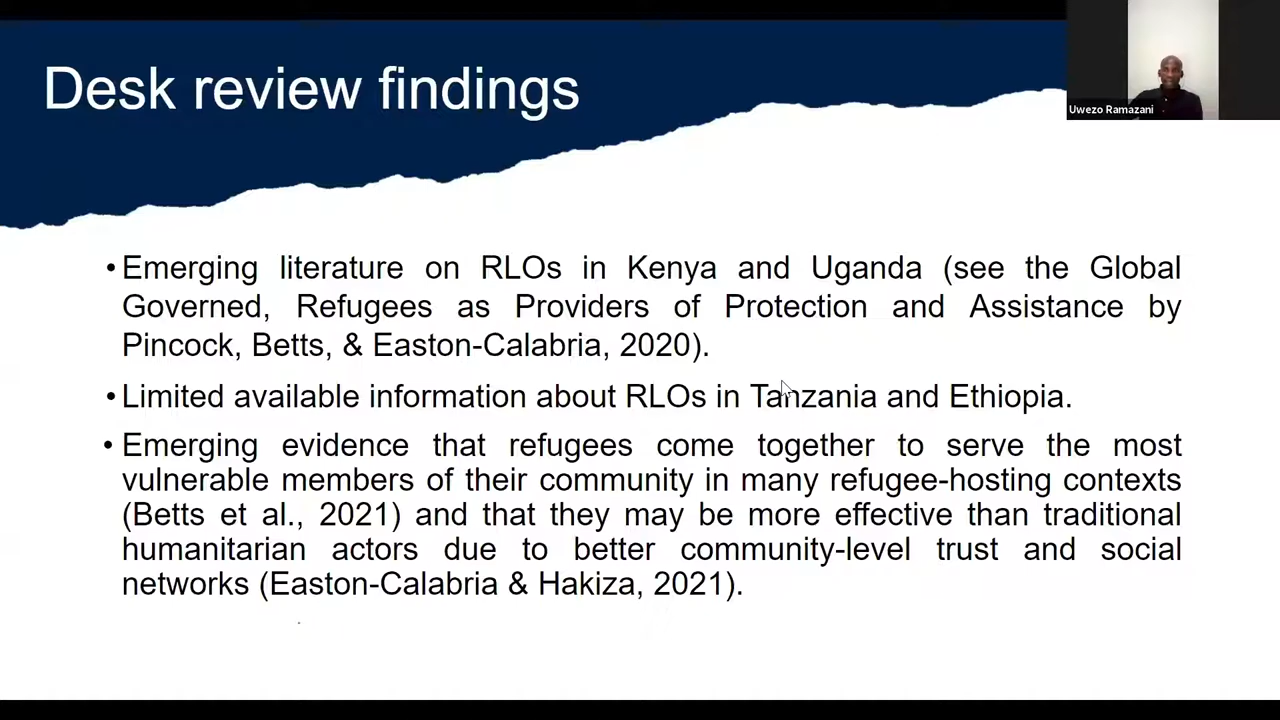 Desk review findings
Uwezo Ramazani
• Emerging literature on RLOs in Kenya and Uganda (see the Global
Governed, Refugees as Providers of Protection and Assistance by
Pincock, Betts, & Easton-Calabria, 2020).
• Limited available information about RLOs in Tanzania and Ethiopia.
• Emerging evidence that refugees come together to serve the most
vulnerable members of their community in many refugee-hosting contexts
(Betts et al., 2021) and that they may be more effective than traditional
humanitarian actors due to better community-level trust and social
networks (Easton-Calabria & Hakiza, 2021).